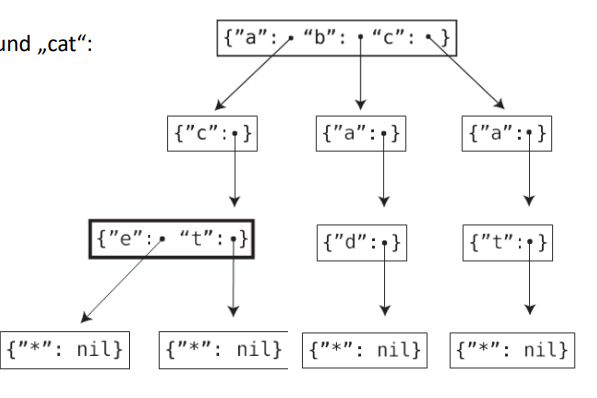 und „cat“:
{”a”: “b”: “c”: }
{”c”: }
{”a”: }
{”a”: }
{”e”: “t”: }
{”d”: }
{”t”: }
{”*”: nil}
{”*”: nil}
{”*”: nil}
{”*”: nil}